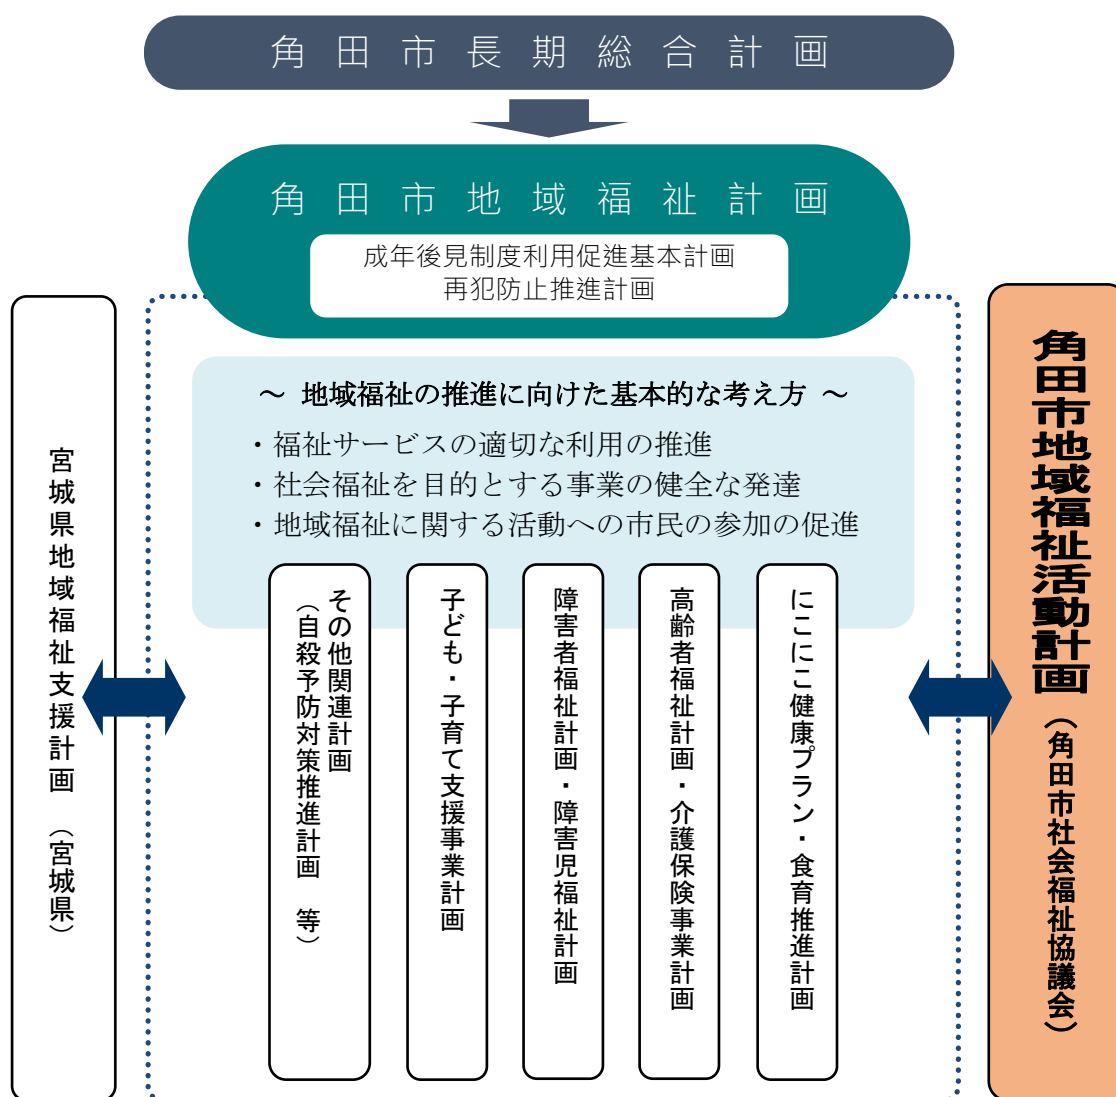 角田市長期総合計画
角田市地域福祉計画
成年後見制度利用促進基本計画
再犯防止推進計画
～ 地域福祉の推進に向けた基本的な考え方 ～
・福祉サービスの適切な利用の推進
・社会福祉を目的とする事業の健全な発達
・地域福祉に関する活動への市民の参加の促進
角田市地域福祉活動計画（角田市社会福祉協議会）
にこにこ健康プラン・食育推進計画
高齢者福祉計画・介護保険事業計画
障害者福祉計画・障害児福祉計画
子ども・子育て支援事業計画
その他関連計画
（自殺予防対策推進計画　等）
宮城県地域福祉支援計画　（宮城県）